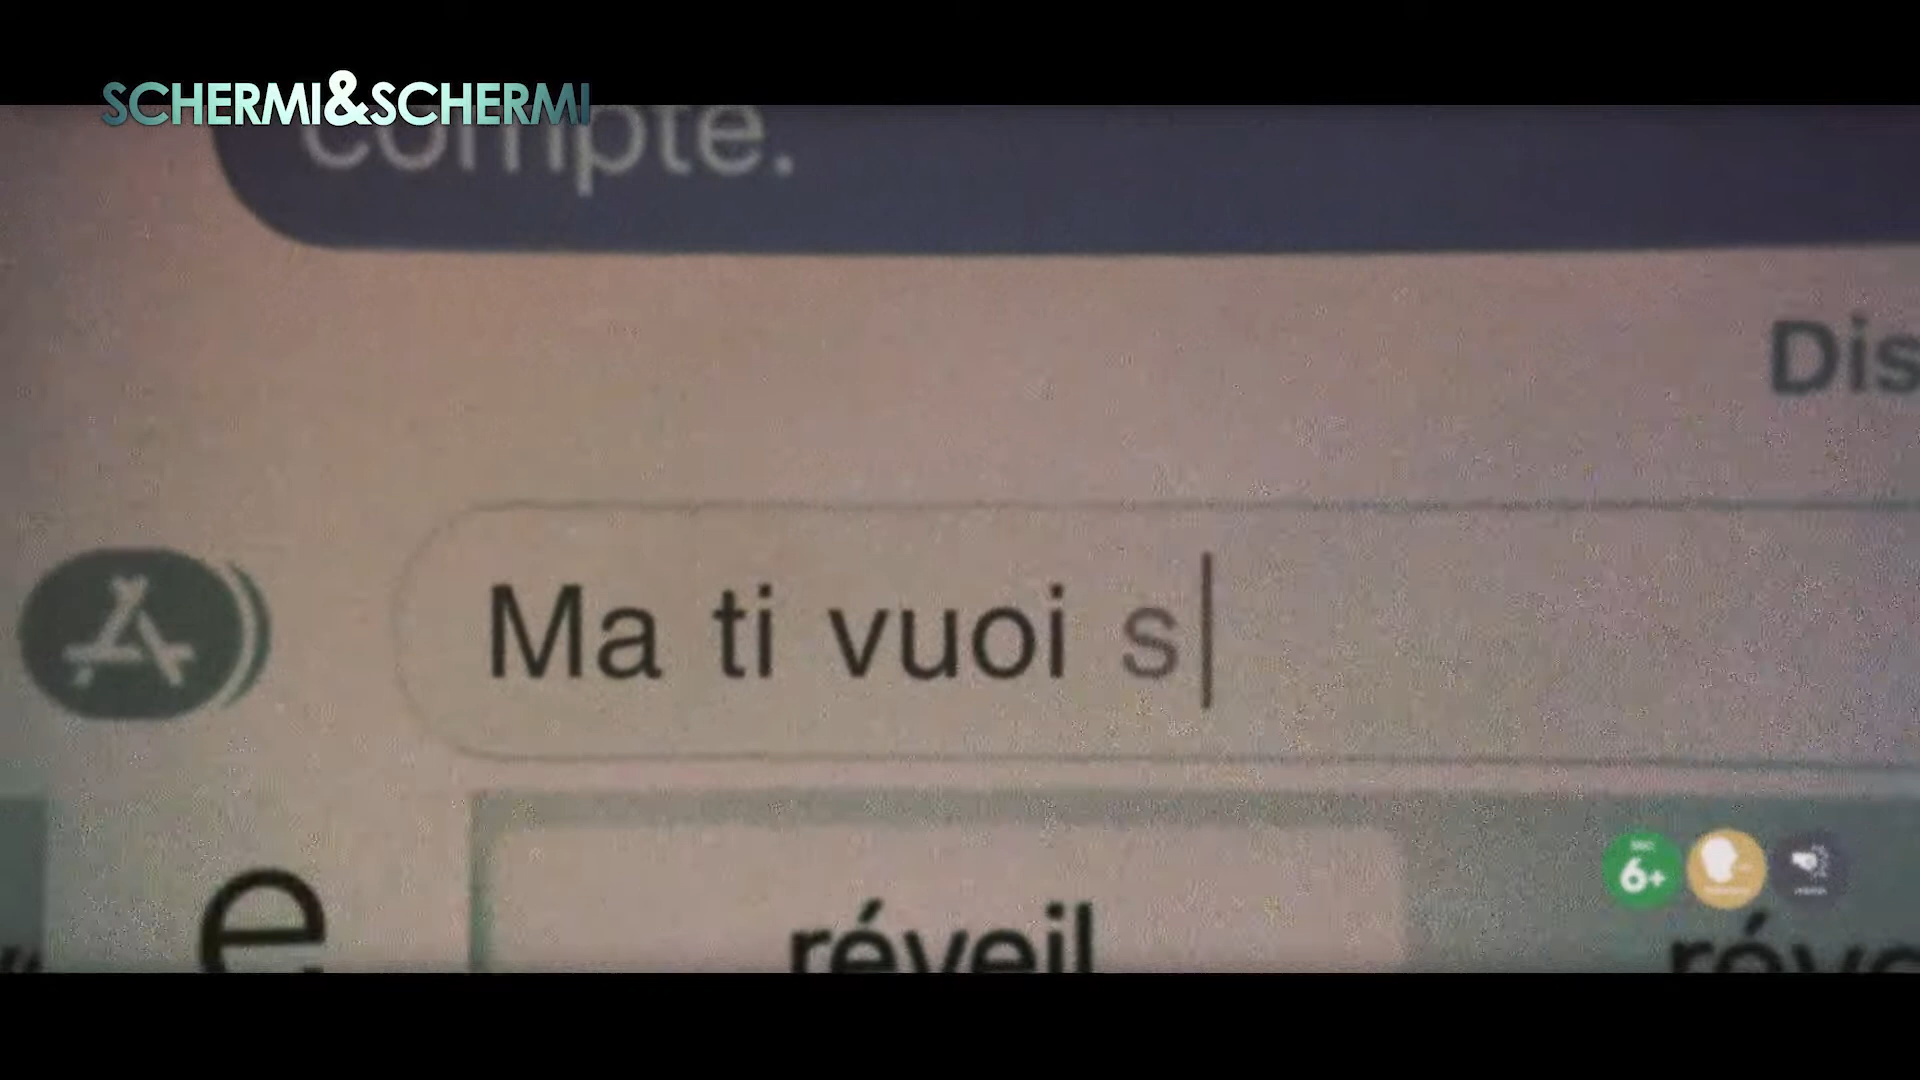 SCHERMI&SCHERMI
compte.
Dis
Ma ti vuoi s
e
réveil
6+